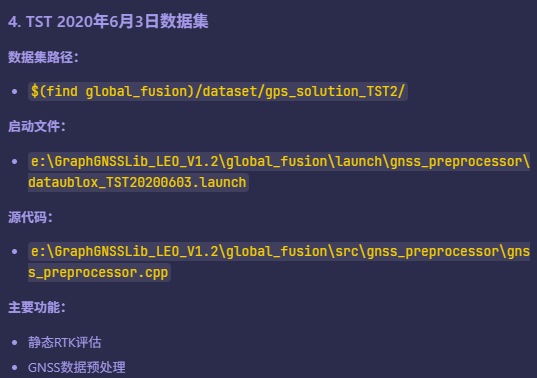 4. TST 2020年6月3日数据集
数据集路径：
$(find global_fusion)/dataset/gps_solution_TST2/
启动文件：
e:\GraphGNSSLib_LEO_V1.2\global_fusion\launch\gnss_preprocessor\
dataublox_TST20200603.launch
源代码：
e:\GraphGNSSLib_LEO_V1.2\global_fusion\src\gnss_preprocessor\gns
s_preprocessor.cpp
主要功能：
静态RTK评估
GNSS数据预处理